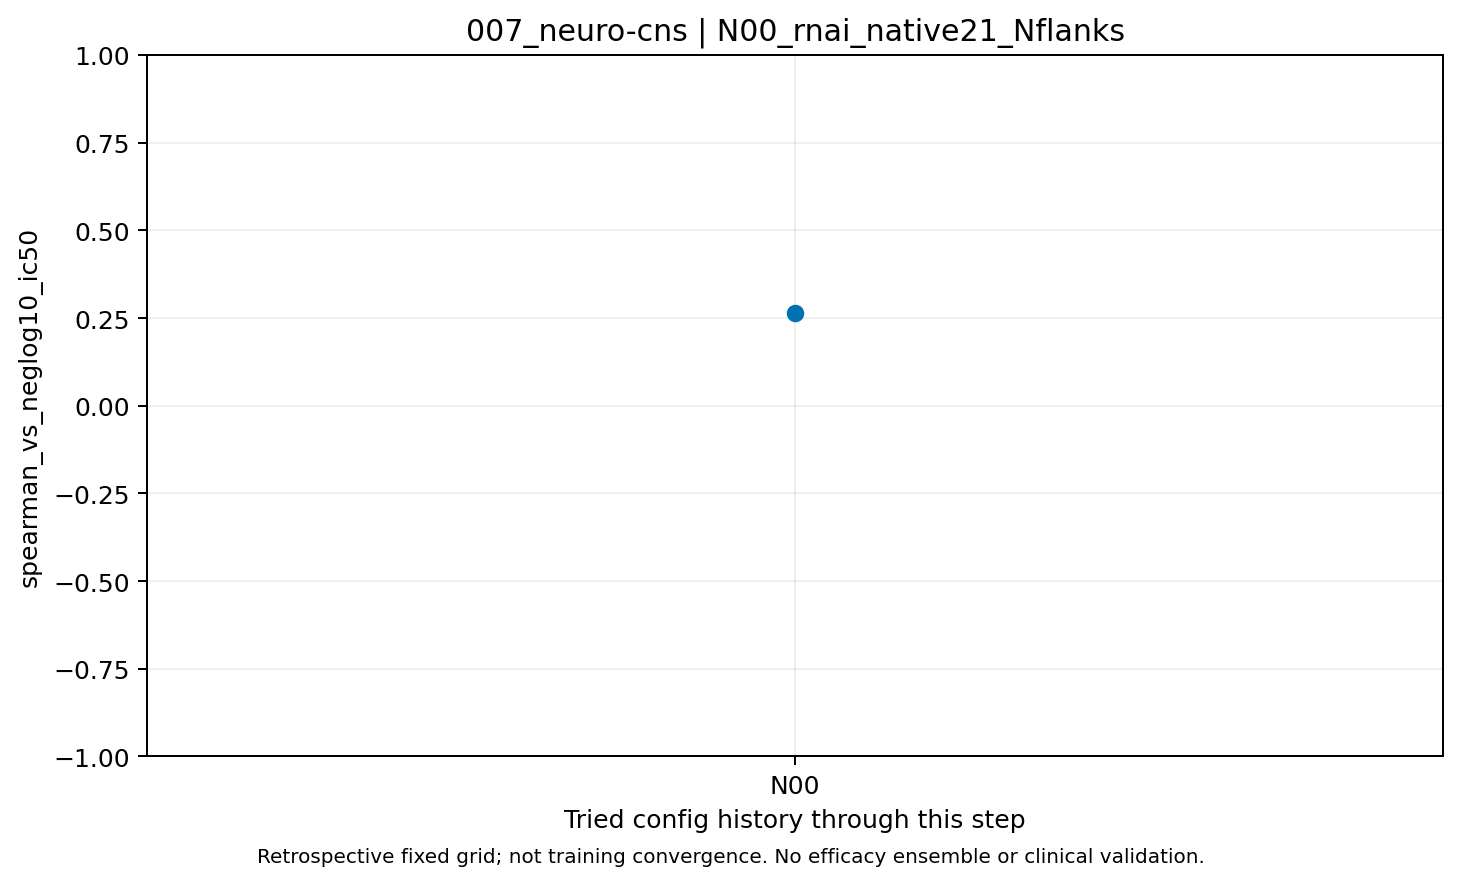 007_neuro-cns | N00_rnai_native21_Nflanks
spearman_vs_neglog10_ic50
1.00
0.75
0.50
0.25
0.00
−0.25
−0.50
−0.75
−1.00
N00
Tried config history through this step
Retrospective fixed grid; not training convergence. No efficacy ensemble or clinical validation.